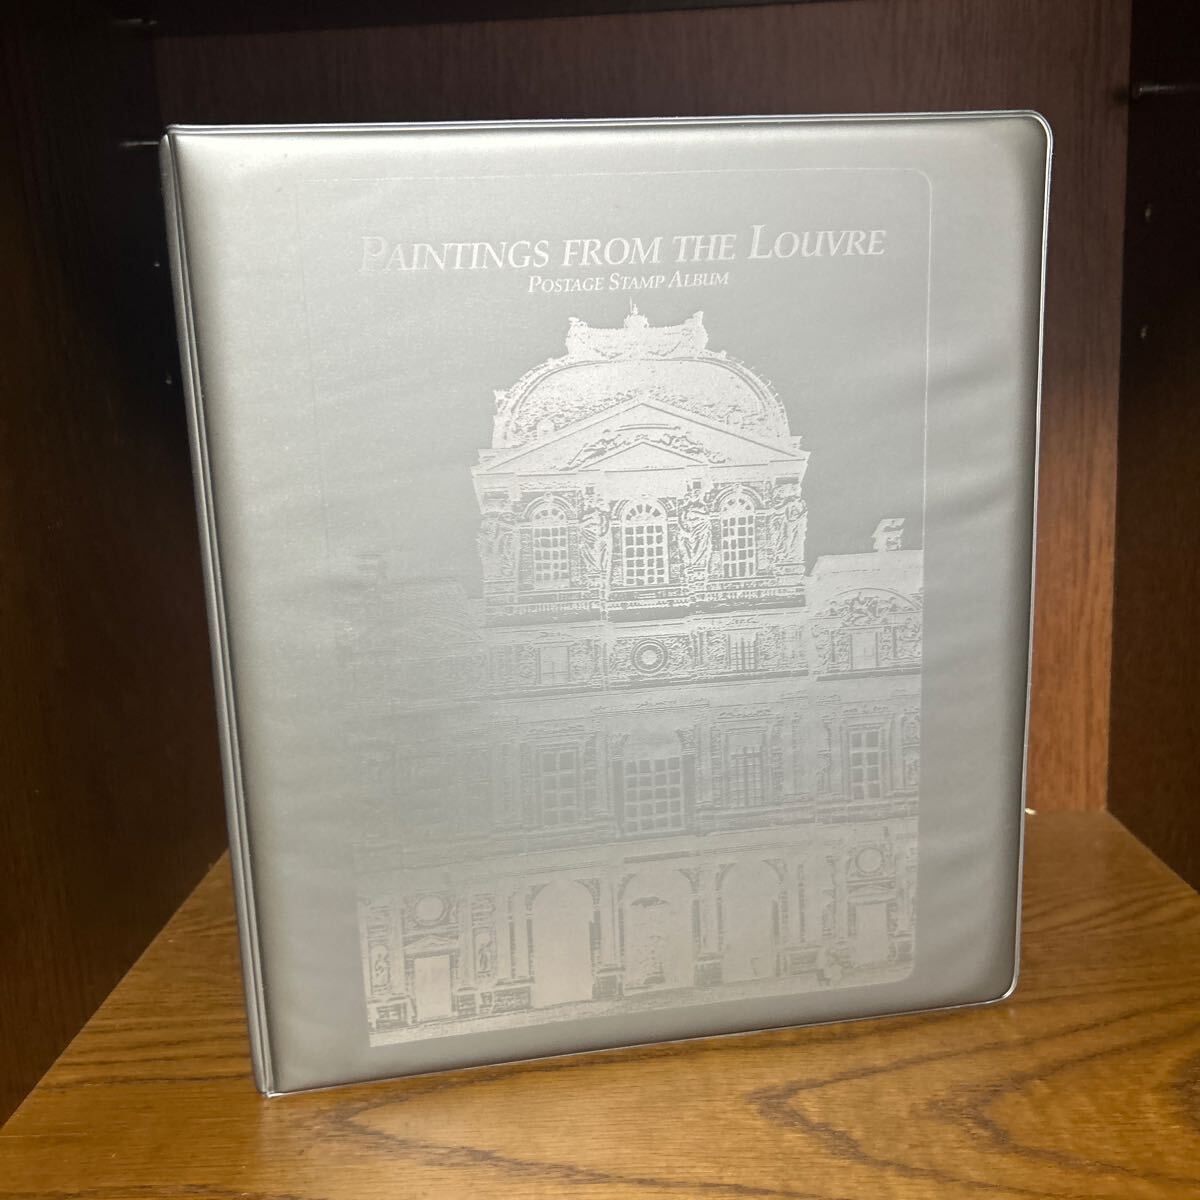 PAINTINGS FROM THE LOUVRE
POSTAGE STAMP ALBUM